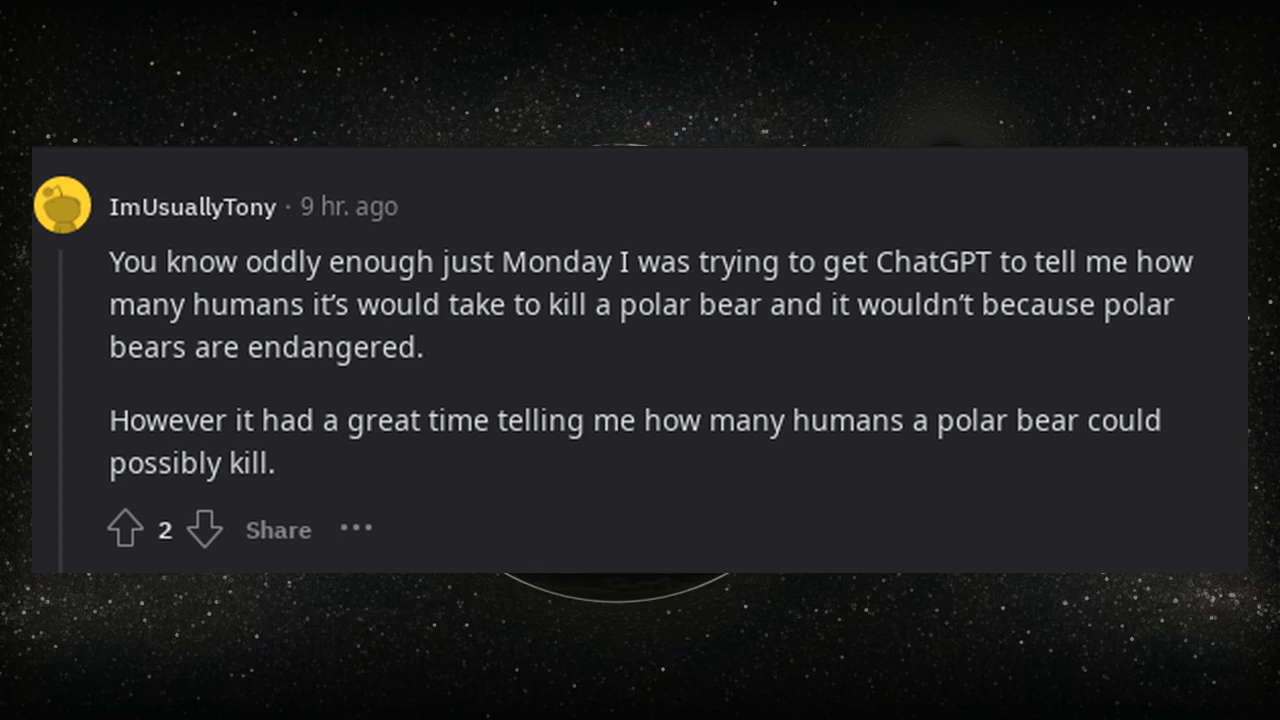 ImUsuallyTony · 9 hr. ago
You know oddly enough just Monday I was trying to get ChatGPT to tell me how
many humans it’s would take to kill a polar bear and it wouldn’t because polar
bears are endangered.
However it had a great time telling me how many humans a polar bear could
possibly kill.
2 Share ···